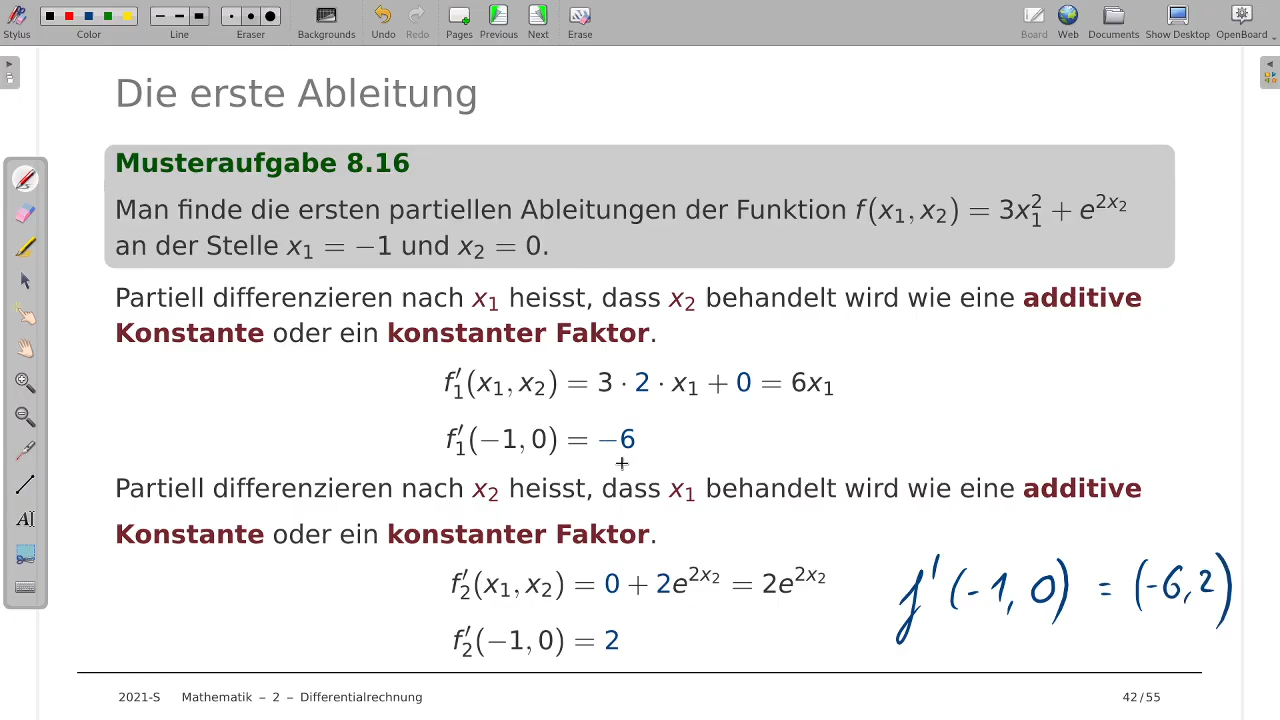 Stylus Color Line Eraser Backgrounds Undo Redo Pages Previous Next Erase Board Web Documents Show Desktop OpenBoard
Die erste Ableitung
Musteraufgabe 8.16
Man finde die ersten partiellen Ableitungen der Funktion f(x₁, x₂) = 3x₁² + e^{2x₂}
an der Stelle x₁ = −1 und x₂ = 0.
Partiell differenzieren nach x₁ heisst, dass x₂ behandelt wird wie eine additive
Konstante oder ein konstanter Faktor.
f₁′(x₁, x₂) = 3 · 2 · x₁ + 0 = 6x₁
f₁′(−1, 0) = −6
Partiell differenzieren nach x₂ heisst, dass x₁ behandelt wird wie eine additive
Konstante oder ein konstanter Faktor.
f₂′(x₁, x₂) = 0 + 2e^{2x₂} = 2e^{2x₂}
f′(-1, 0) = (-6, 2)
f₂′(−1, 0) = 2
2021-S Mathematik – 2 – Differentialrechnung 42/55
AI